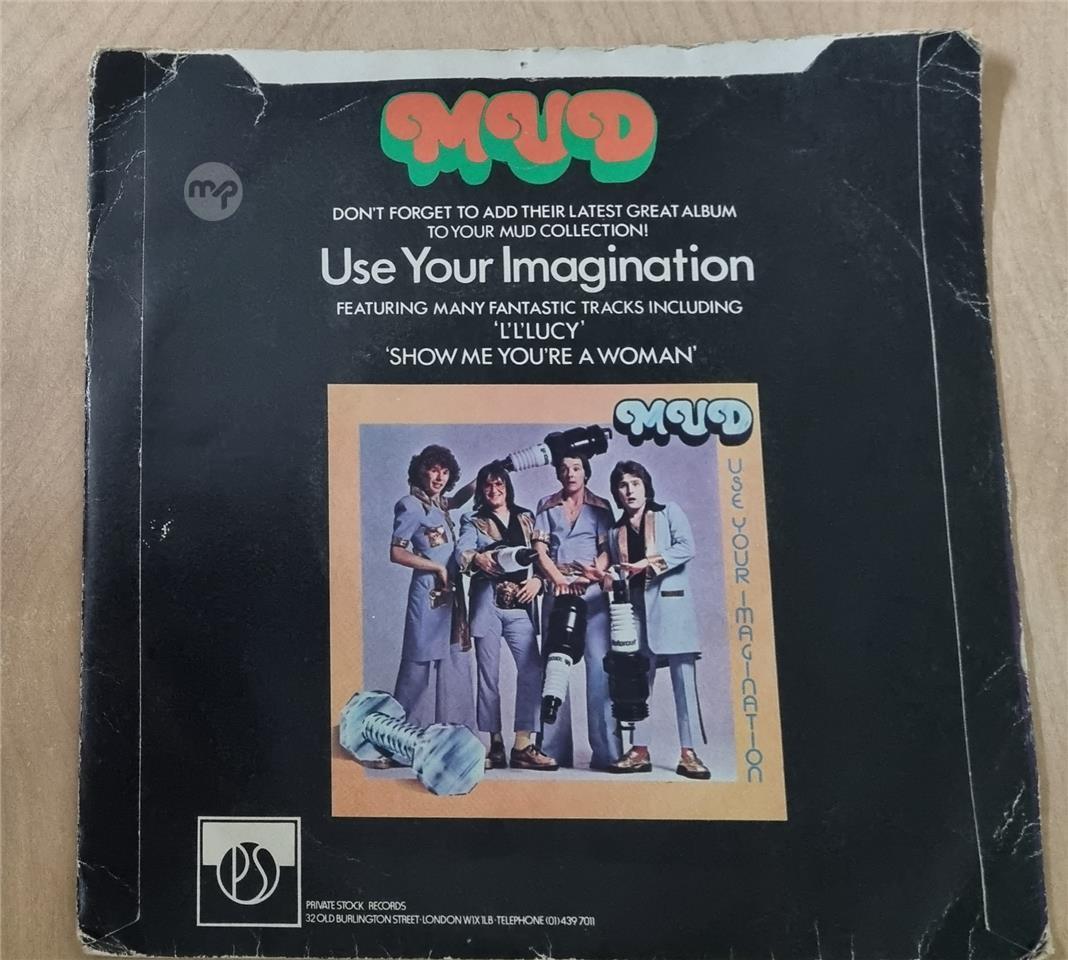 MUD
mp
DON'T FORGET TO ADD THEIR LATEST GREAT ALBUM
TO YOUR MUD COLLECTION!
Use Your Imagination
FEATURING MANY FANTASTIC TRACKS INCLUDING
'L'L'LUCY'
'SHOW ME YOU'RE A WOMAN'
MUD
USE YOUR IMAGINATION
PS
PRIVATE STOCK RECORDS
32 OLD BURLINGTON STREET·LONDON W1X 1LB·TELEPHONE (01) 439 7011